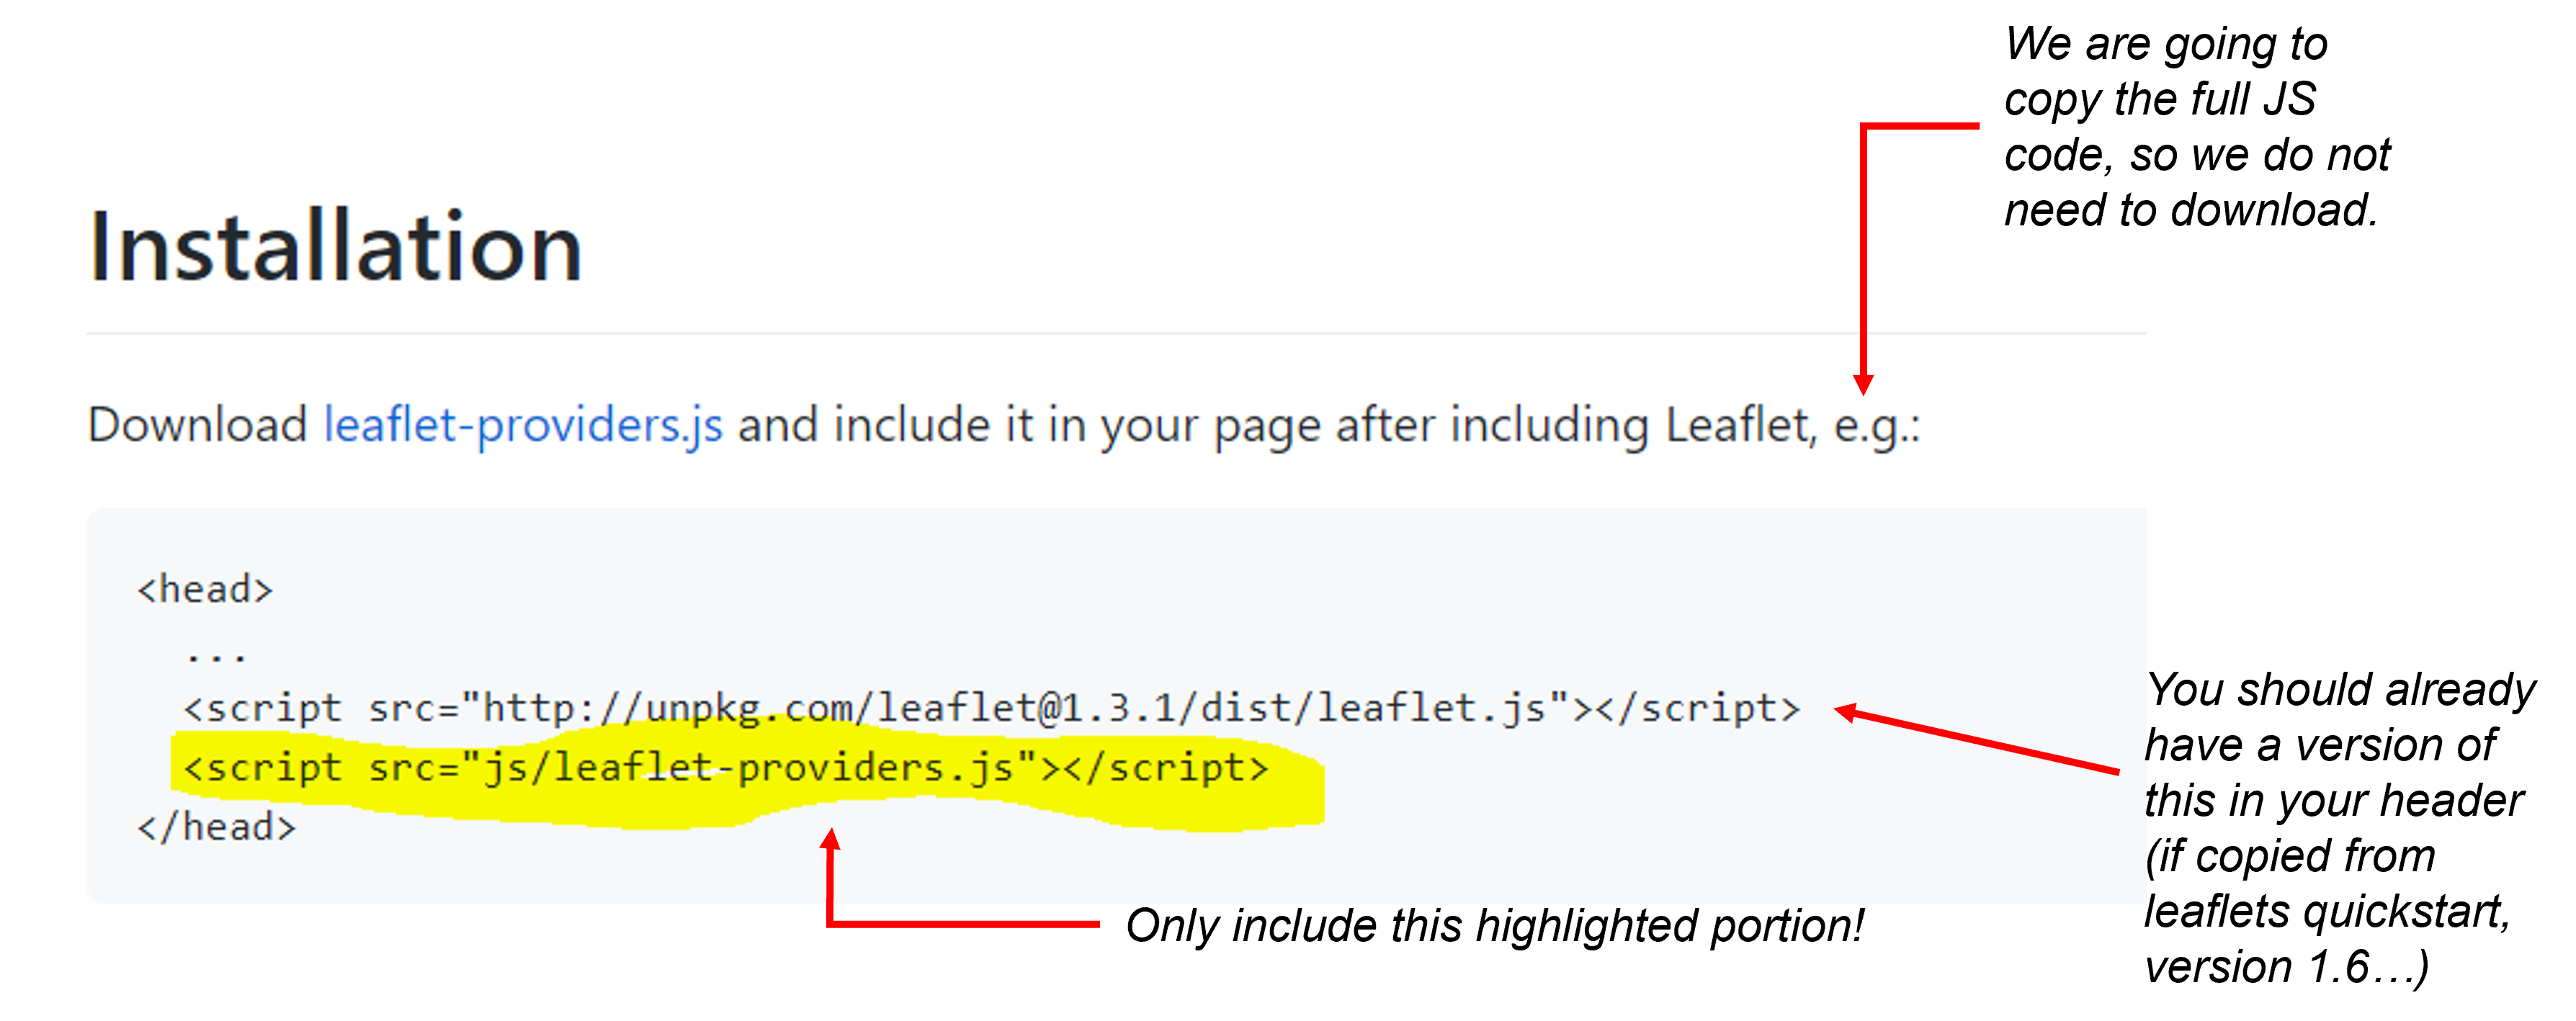 We are going to
copy the full JS
code, so we do not
need to download.
Installation
Download leaflet-providers.js and include it in your page after including Leaflet, e.g.:
<head>
...
<script src="http://unpkg.com/leaflet@1.3.1/dist/leaflet.js"></script>
<script src="js/leaflet-providers.js"></script>
</head>
You should already
have a version of
this in your header
(if copied from
leaflets quickstart,
version 1.6…)
Only include this highlighted portion!